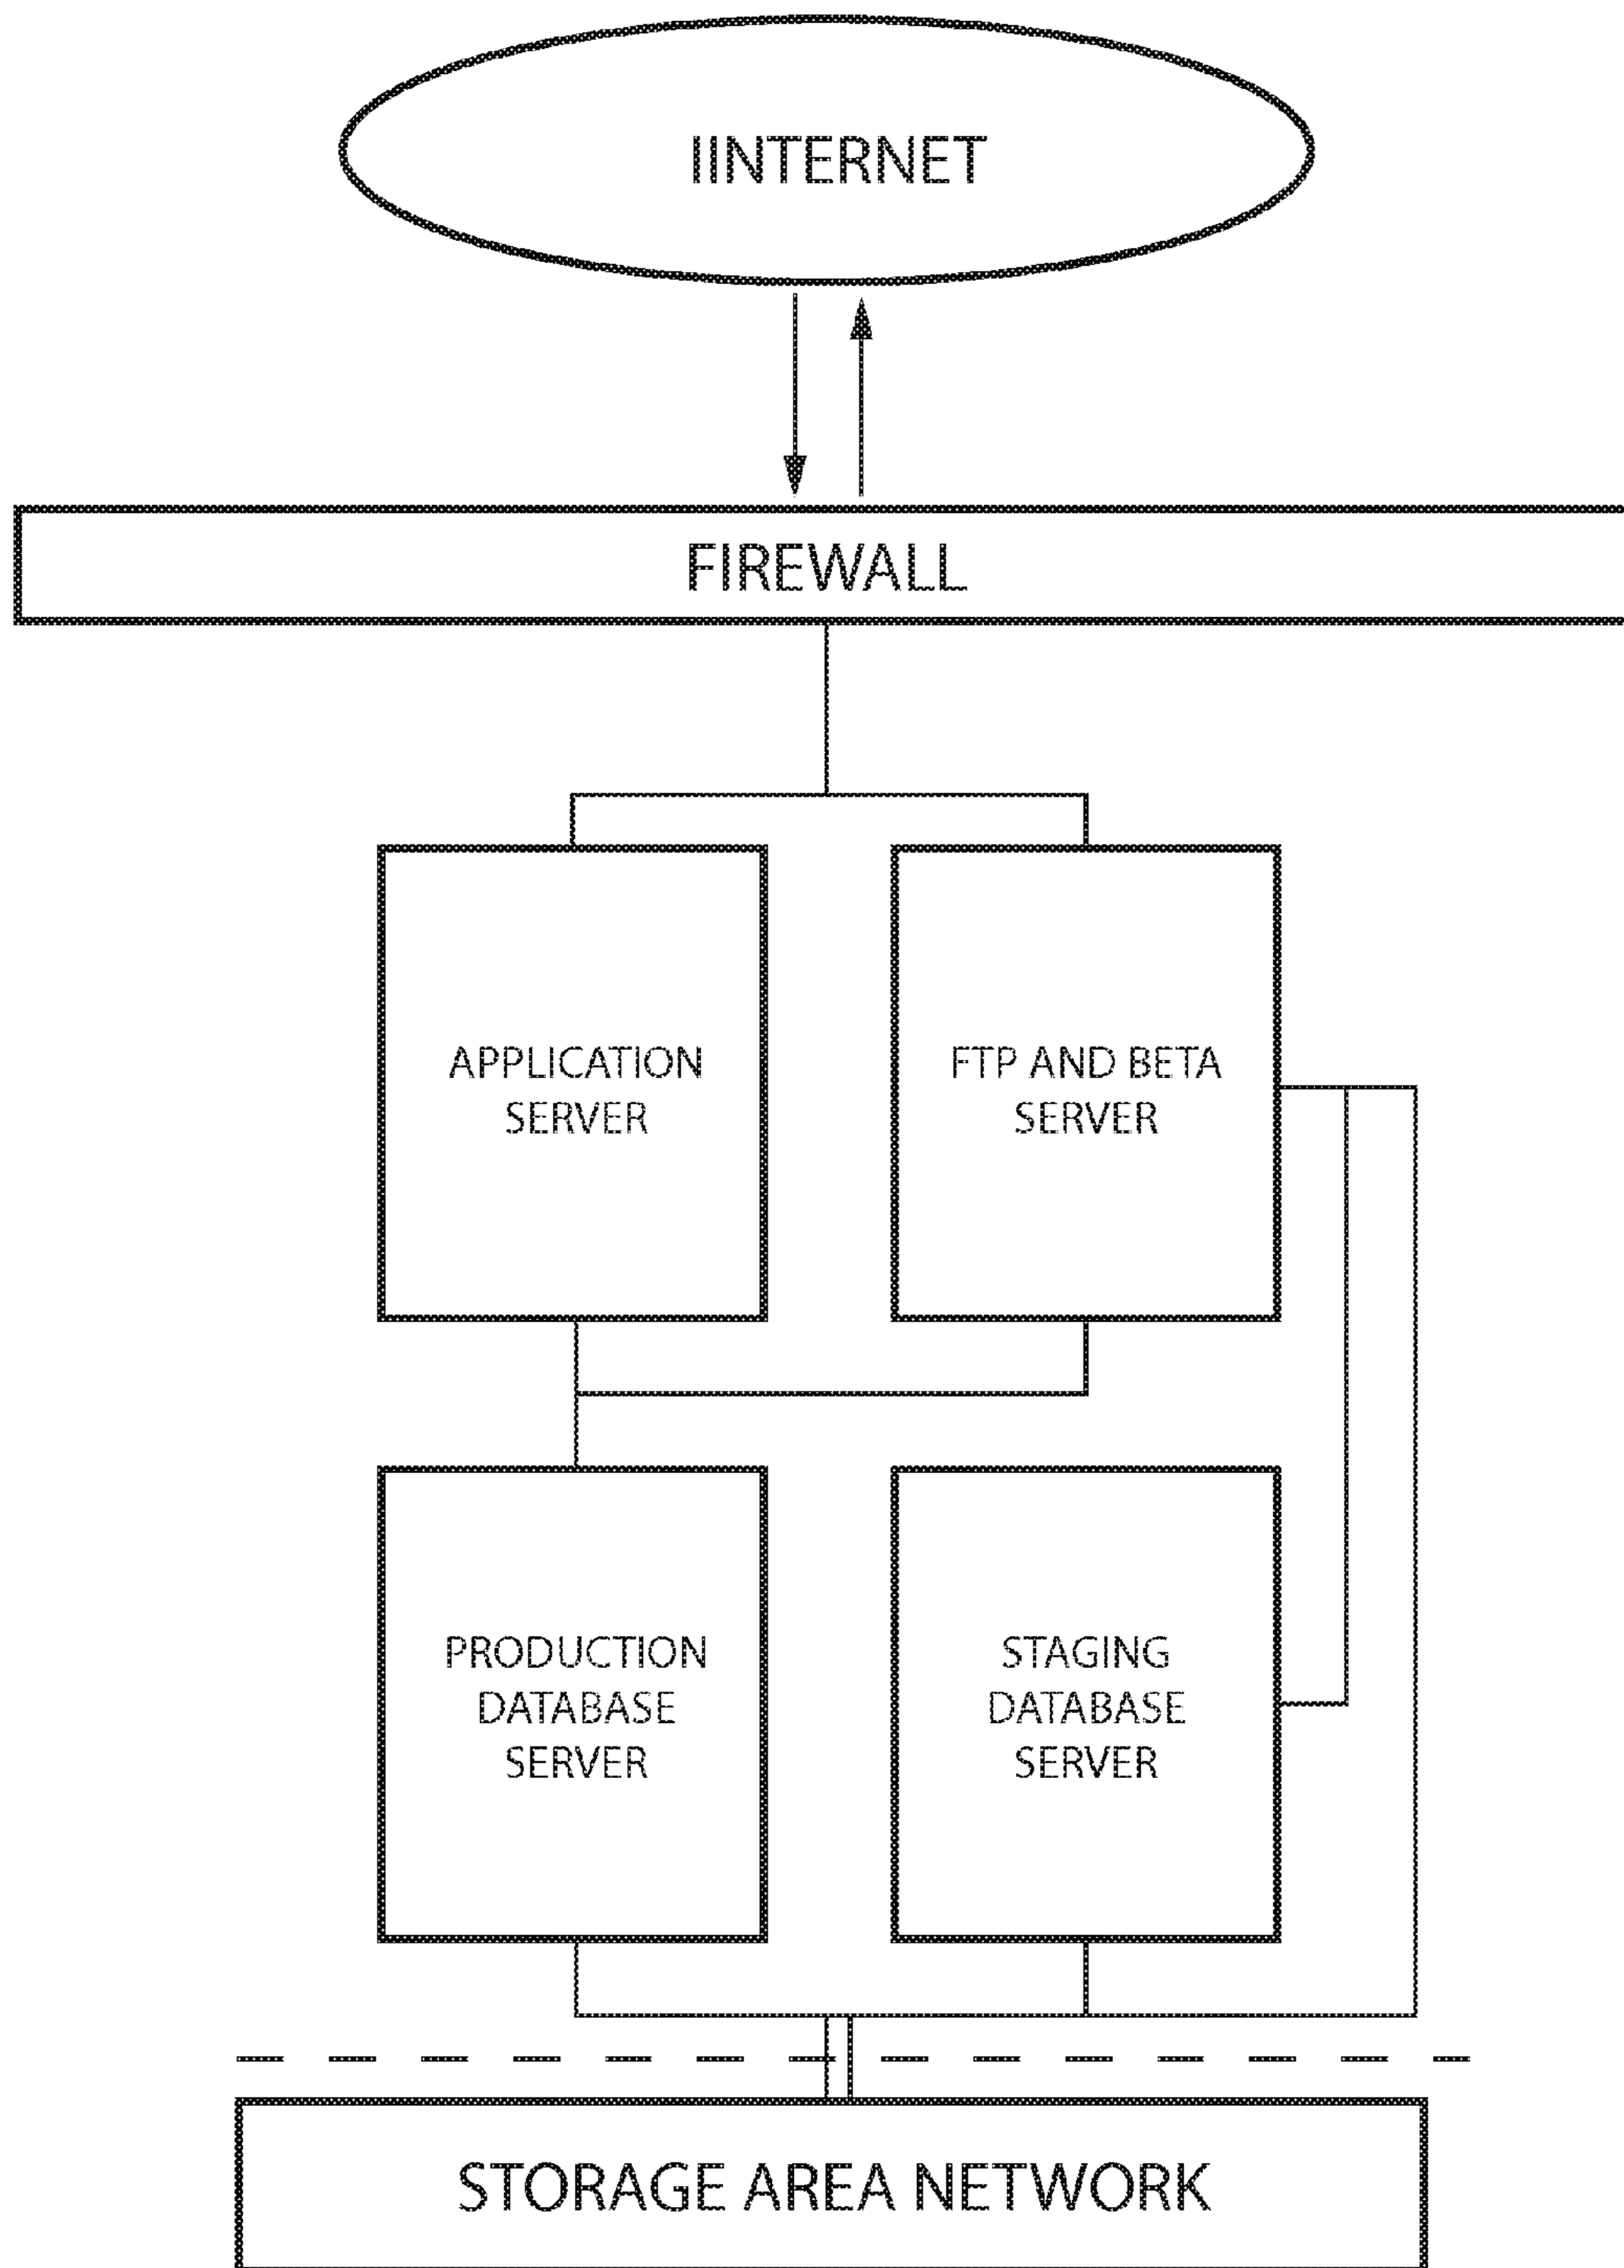 IINTERNET
FIREWALL
APPLICATION
SERVER
FTP AND BETA
SERVER
PRODUCTION
DATABASE
SERVER
STAGING
DATABASE
SERVER
STORAGE AREA NETWORK